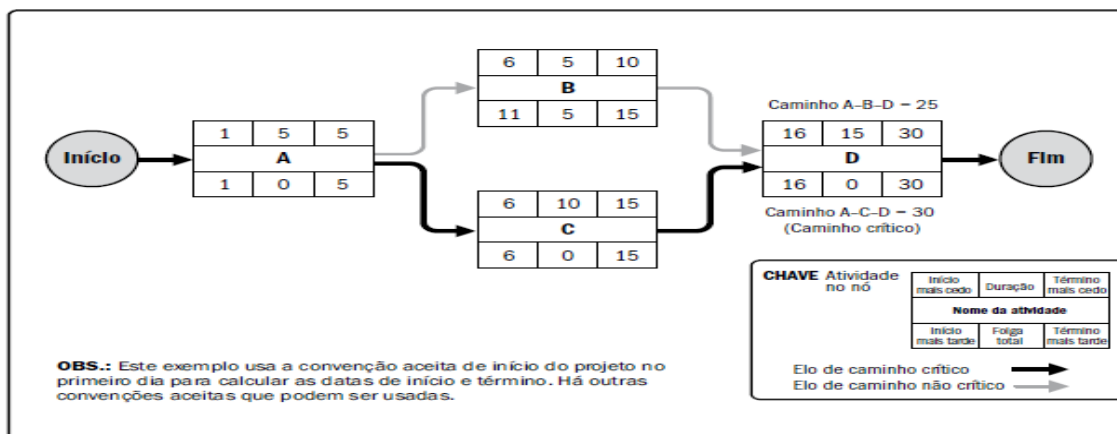 6 5 10
B
11 5 15
Caminho A–B–D = 25
1 5 5
A
1 0 5
Início
16 15 30
D
16 0 30
Fim
6 10 15
C
6 0 15
Caminho A–C–D = 30
(Caminho crítico)
CHAVE Atividade
no nó
Início
mais cedo
Duração
Término
mais cedo
Nome da atividade
Início
mais tarde
Folga
total
Término
mais tarde
Elo de caminho crítico
Elo de caminho não crítico
OBS.: Este exemplo usa a convenção aceita de início do projeto no
primeiro dia para calcular as datas de início e término. Há outras
convenções aceitas que podem ser usadas.